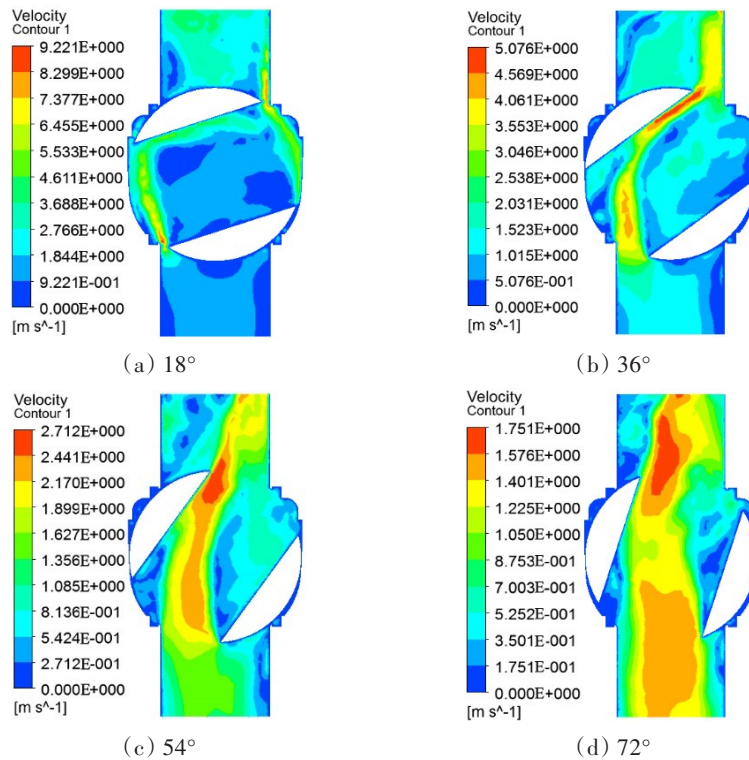 Velocity
Contour 1
9.221E+000
8.299E+000
7.377E+000
6.455E+000
5.533E+000
4.611E+000
3.688E+000
2.766E+000
1.844E+000
9.221E-001
0.000E+000
[m s^-1]
(a) 18°
Velocity
Contour 1
5.076E+000
4.569E+000
4.061E+000
3.553E+000
3.046E+000
2.538E+000
2.031E+000
1.523E+000
1.015E+000
5.076E-001
0.000E+000
[m s^-1]
(b) 36°
Velocity
Contour 1
2.712E+000
2.441E+000
2.170E+000
1.899E+000
1.627E+000
1.356E+000
1.085E+000
8.136E-001
5.424E-001
2.712E-001
0.000E+000
[m s^-1]
(c) 54°
Velocity
Contour 1
1.751E+000
1.576E+000
1.401E+000
1.225E+000
1.050E+000
8.753E-001
7.003E-001
5.252E-001
3.501E-001
1.751E-001
0.000E+000
[m s^-1]
(d) 72°